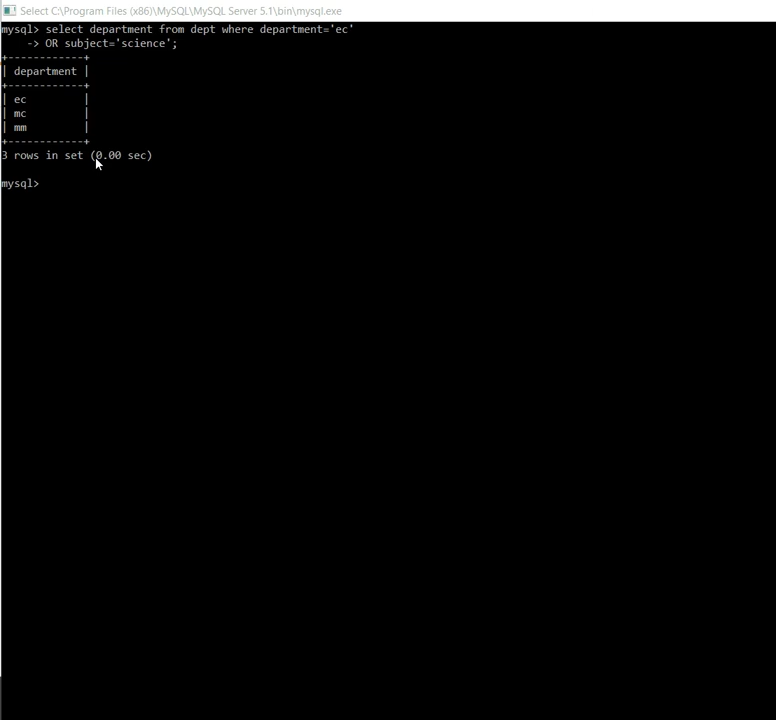 Select C:\Program Files (x86)\MySQL\MySQL Server 5.1\bin\mysql.exe
mysql> select department from dept where department='ec'
    -> OR subject='science';
+------------+
| department |
+------------+
| ec         |
| mc         |
| mm         |
+------------+
3 rows in set (0.00 sec)
mysql>